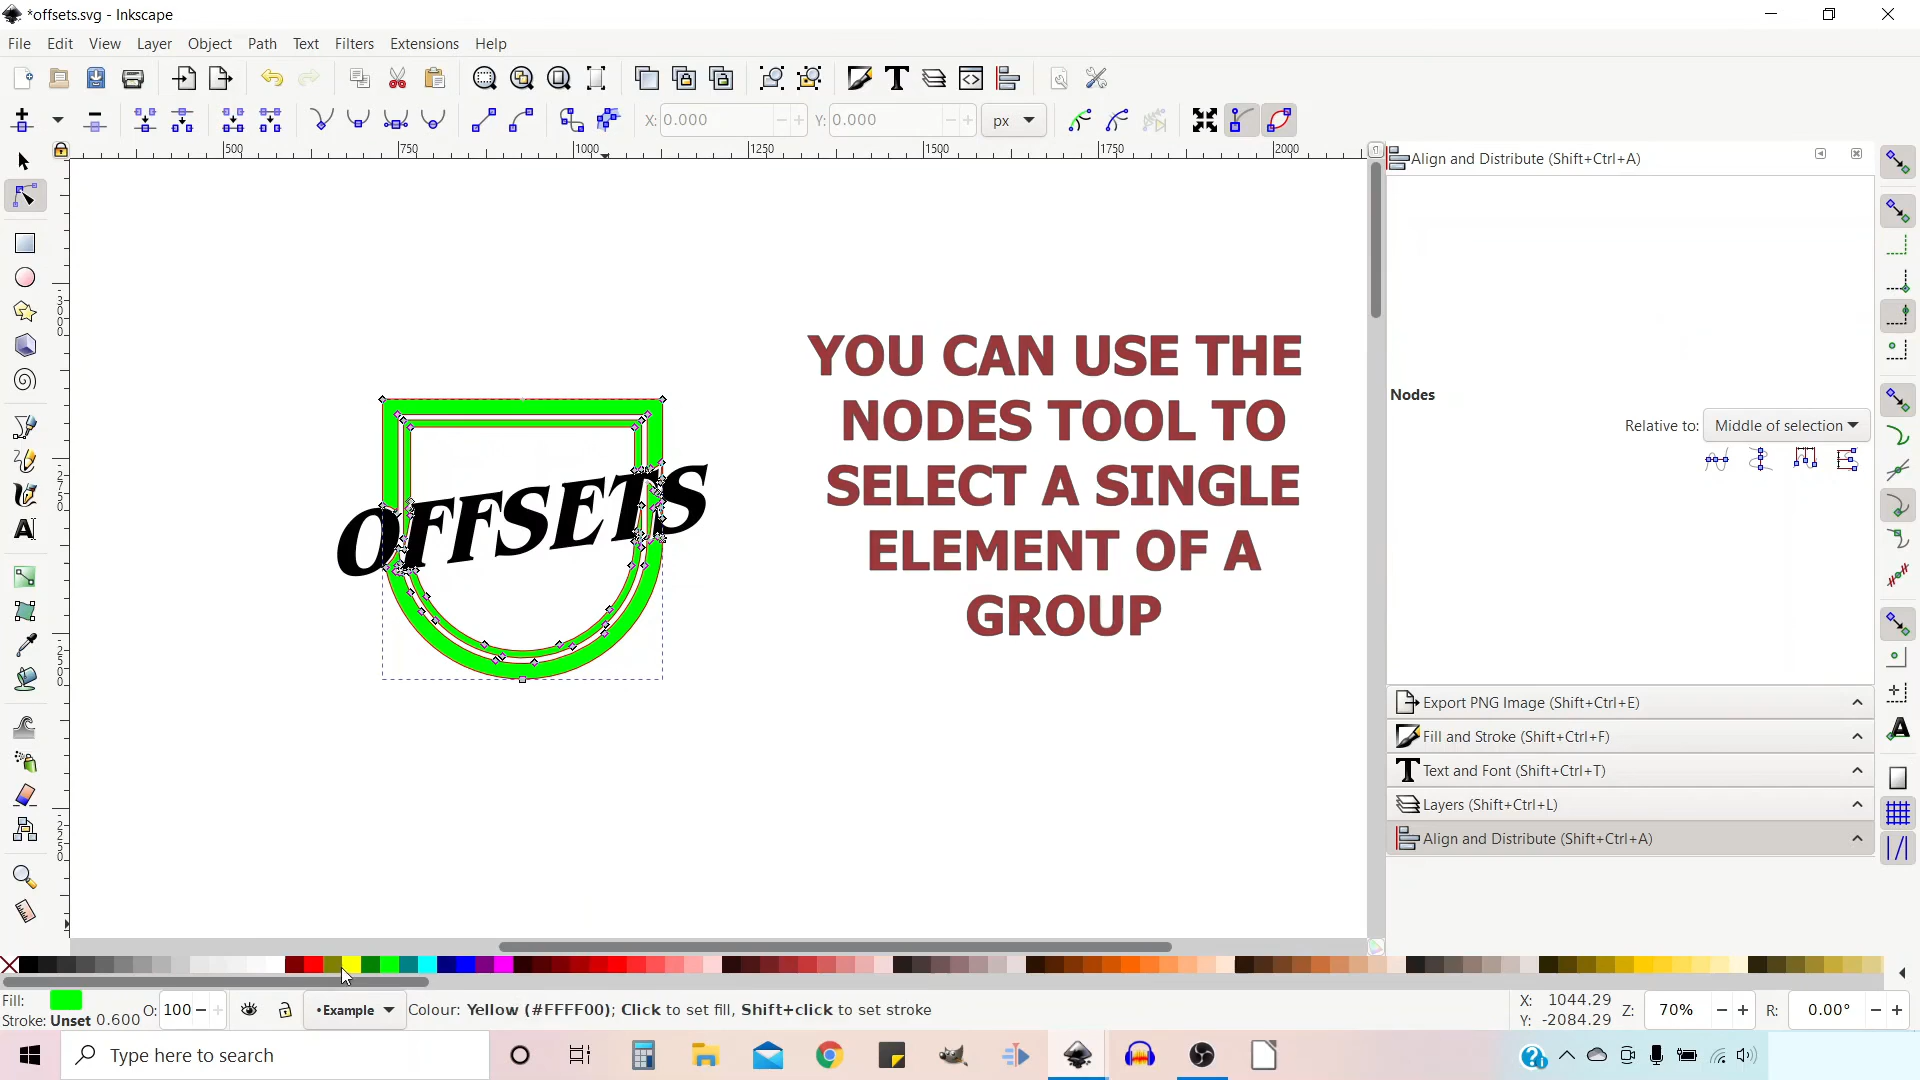 *offsets.svg - Inkscape
File Edit View Layer Object Path Text Filters Extensions Help
X: 0.000 Y: 0.000 px
500 750 1000 1250 1500 1750 2000
Align and Distribute (Shift+Ctrl+A)
YOU CAN USE THE
NODES TOOL TO
SELECT A SINGLE
ELEMENT OF A
GROUP
OFFSETS
Nodes
Relative to: Middle of selection
Export PNG Image (Shift+Ctrl+E)
Fill and Stroke (Shift+Ctrl+F)
Text and Font (Shift+Ctrl+T)
Layers (Shift+Ctrl+L)
Align and Distribute (Shift+Ctrl+A)
Fill:
Stroke: Unset 0.600 O: 100 •Example Colour: Yellow (#FFFF00); Click to set fill, Shift+click to set stroke
X: 1044.29
Y: -2084.29
Z: 70% R: 0.00°
Type here to search